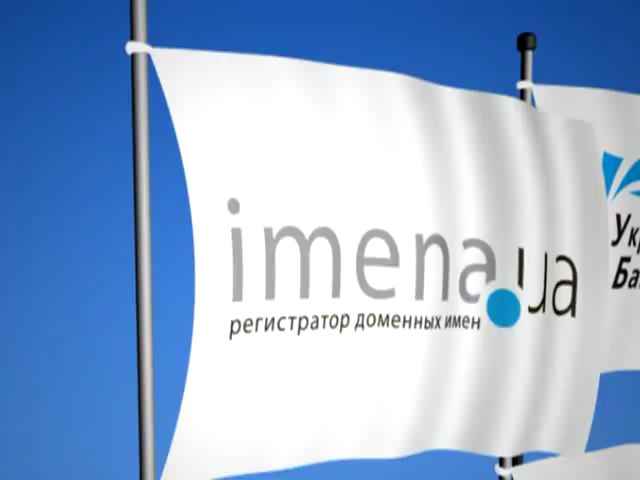 imena.ua
регистратор доменных имен